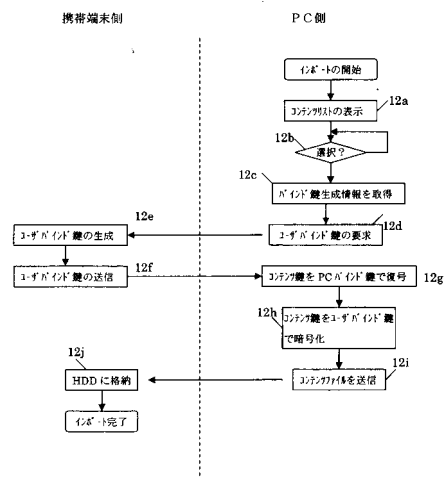 携帯端末側
PC側
インポートの開始
コンテンツリストの表示
12a
12b
選択?
12c
バインド鍵生成情報を取得
12e
ユーザバインド鍵の生成
ユーザバインド鍵の要求
12d
12f
ユーザバインド鍵の送信
コンテンツ鍵をPCバインド鍵で復号
12g
コンテンツ鍵をユーザバインド鍵
で暗号化
12h
12j
HDDに格納
コンテンツファイルを送信
12i
インポート完了